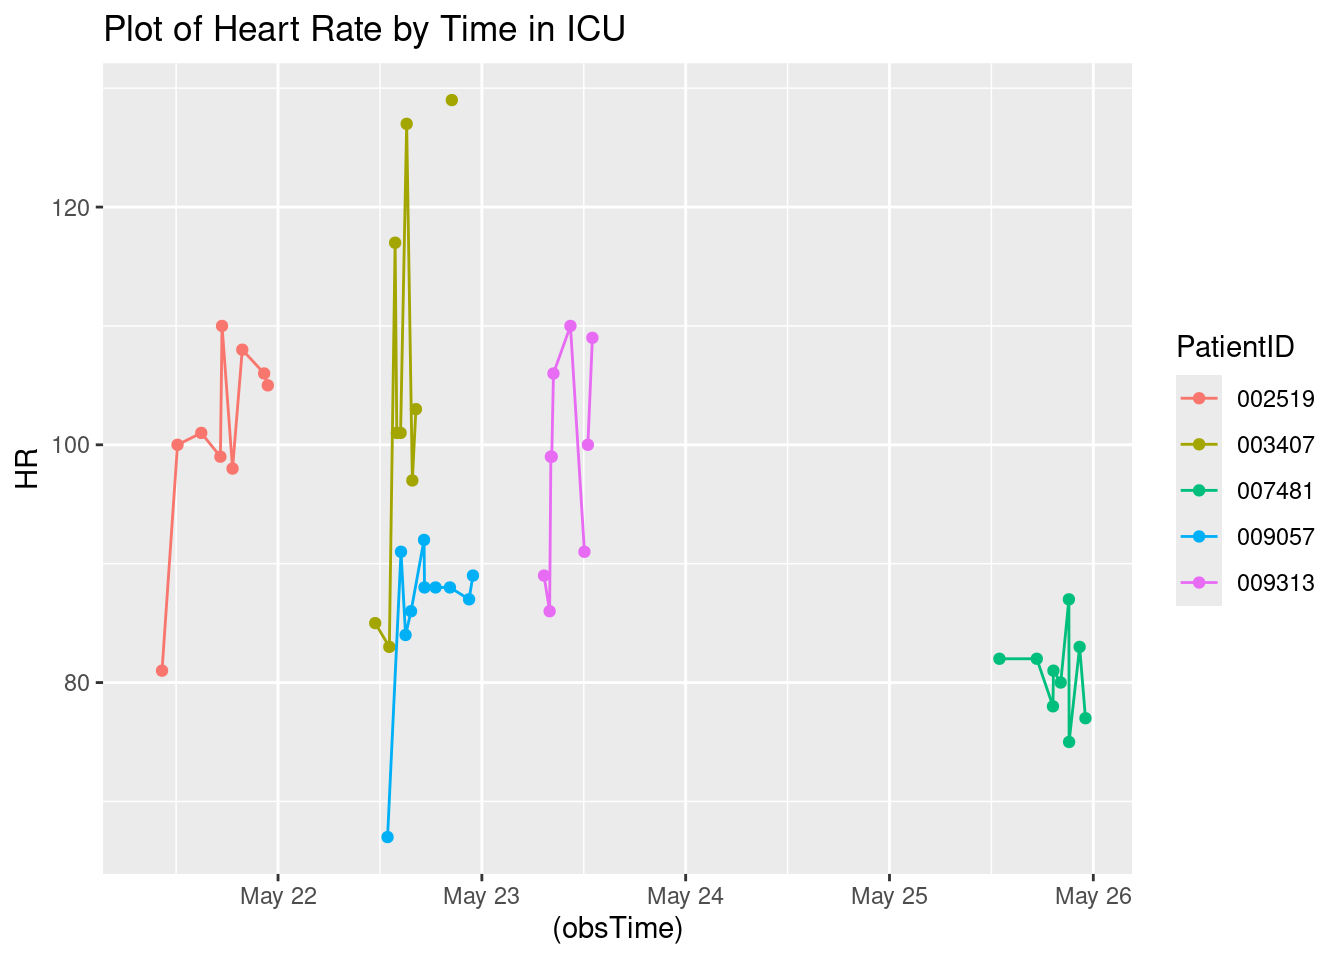 Plot of Heart Rate by Time in ICU
HR
120
100
80
May 22
May 23
May 24
May 25
May 26
(obsTime)
PatientID
002519
003407
007481
009057
009313